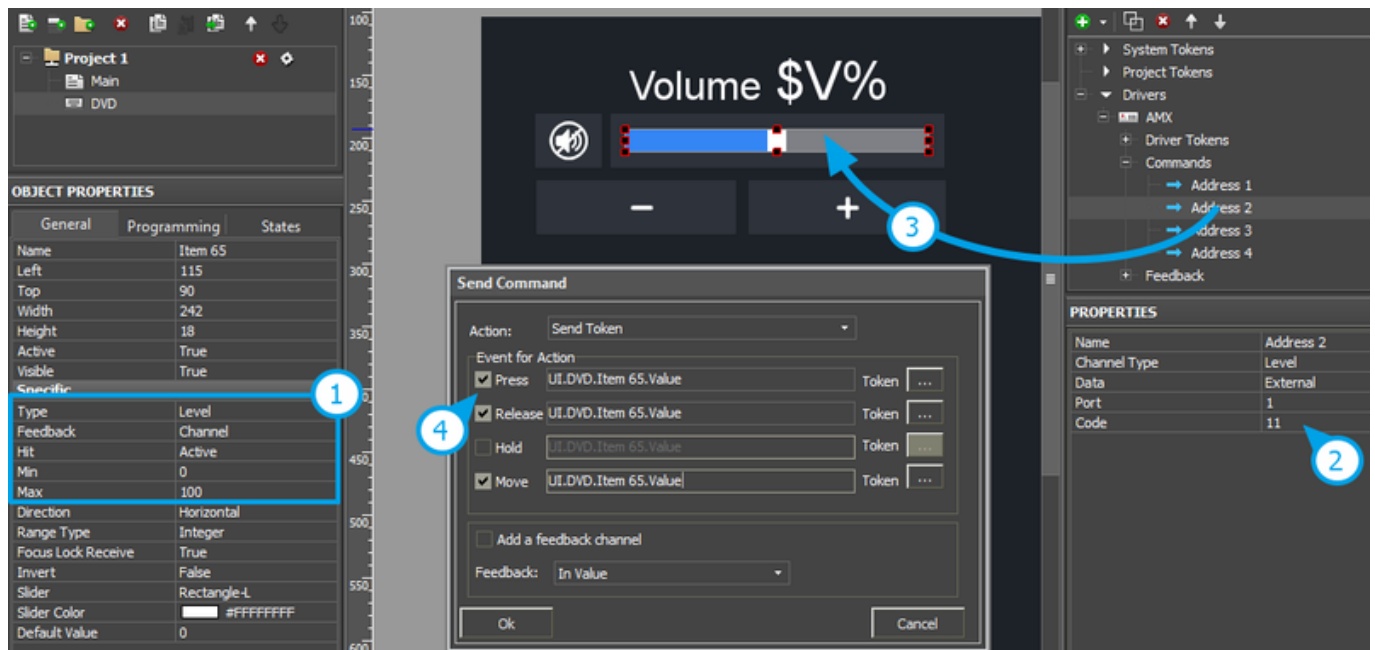 Project 1
Main
DVD
OBJECT PROPERTIES
General Programming States
Name Item 65
Left 115
Top 90
Width 242
Height 18
Active True
Visible True
Specific
1
Type Level
Feedback Channel
Hit Active
Min 0
Max 100
Direction Horizontal
Range Type Integer
Focus Lock Receive True
Invert False
Slider Rectangle-L
Slider Color #FFFFFFFF
Default Value 0
100
150
200
250
300
350
450
500
550
600
Volume $V%
−
+
3
Send Command
Action: Send Token
Event for Action
Press UI.DVD.Item 65.Value Token ...
4
Release UI.DVD.Item 65.Value Token ...
Hold UI.DVD.Item 65.Value Token ...
Move UI.DVD.Item 65.Value Token ...
Add a feedback channel
Feedback: In Value
Ok Cancel
System Tokens
Project Tokens
Drivers
AMX
Driver Tokens
Commands
Address 1
Address 2
Address 3
Address 4
Feedback
PROPERTIES
Name Address 2
Channel Type Level
Data External
Port 1
Code 11
2